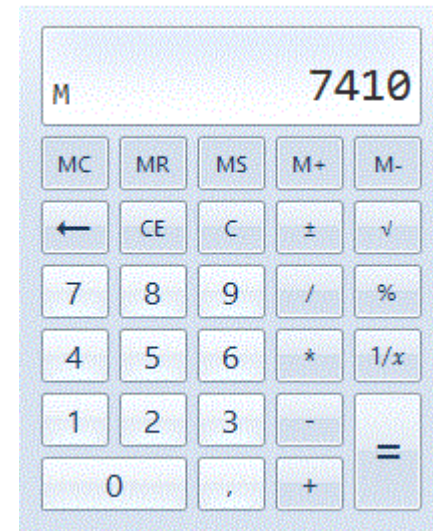 M 7410
MC MR MS M+ M-
← CE C ± √
7 8 9 / %
4 5 6 * 1/x
1 2 3 - =
0 , +